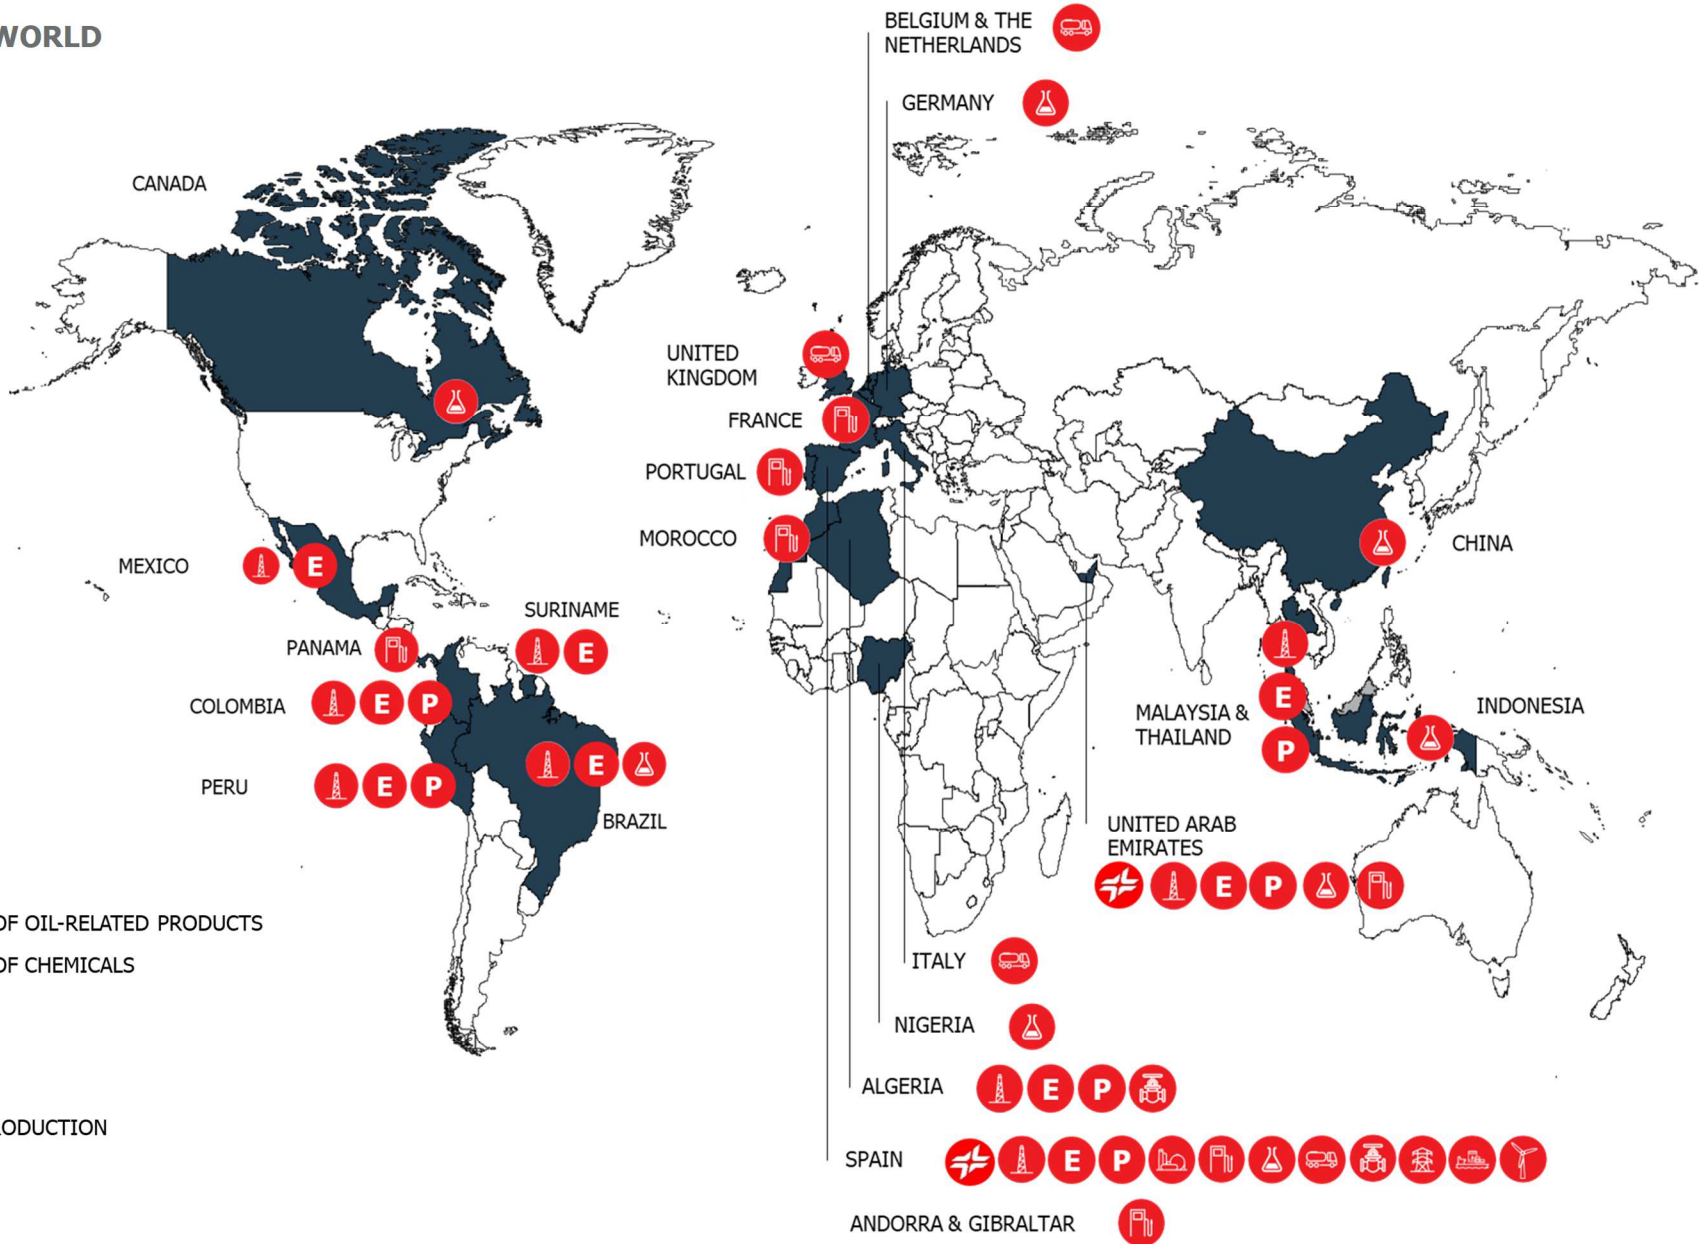 WORLD
BELGIUM & THE
NETHERLANDS
GERMANY
CANADA
UNITED
KINGDOM
FRANCE
PORTUGAL
MOROCCO
CHINA
MEXICO
E
SURINAME
E
PANAMA
COLOMBIA
E
P
E
P
MALAYSIA &
THAILAND
INDONESIA
PERU
E
P
E
BRAZIL
UNITED ARAB
EMIRATES
E
P
OF OIL-RELATED PRODUCTS
OF CHEMICALS
ITALY
NIGERIA
ALGERIA
E
P
RODUCTION
SPAIN
E
P
ANDORRA & GIBRALTAR